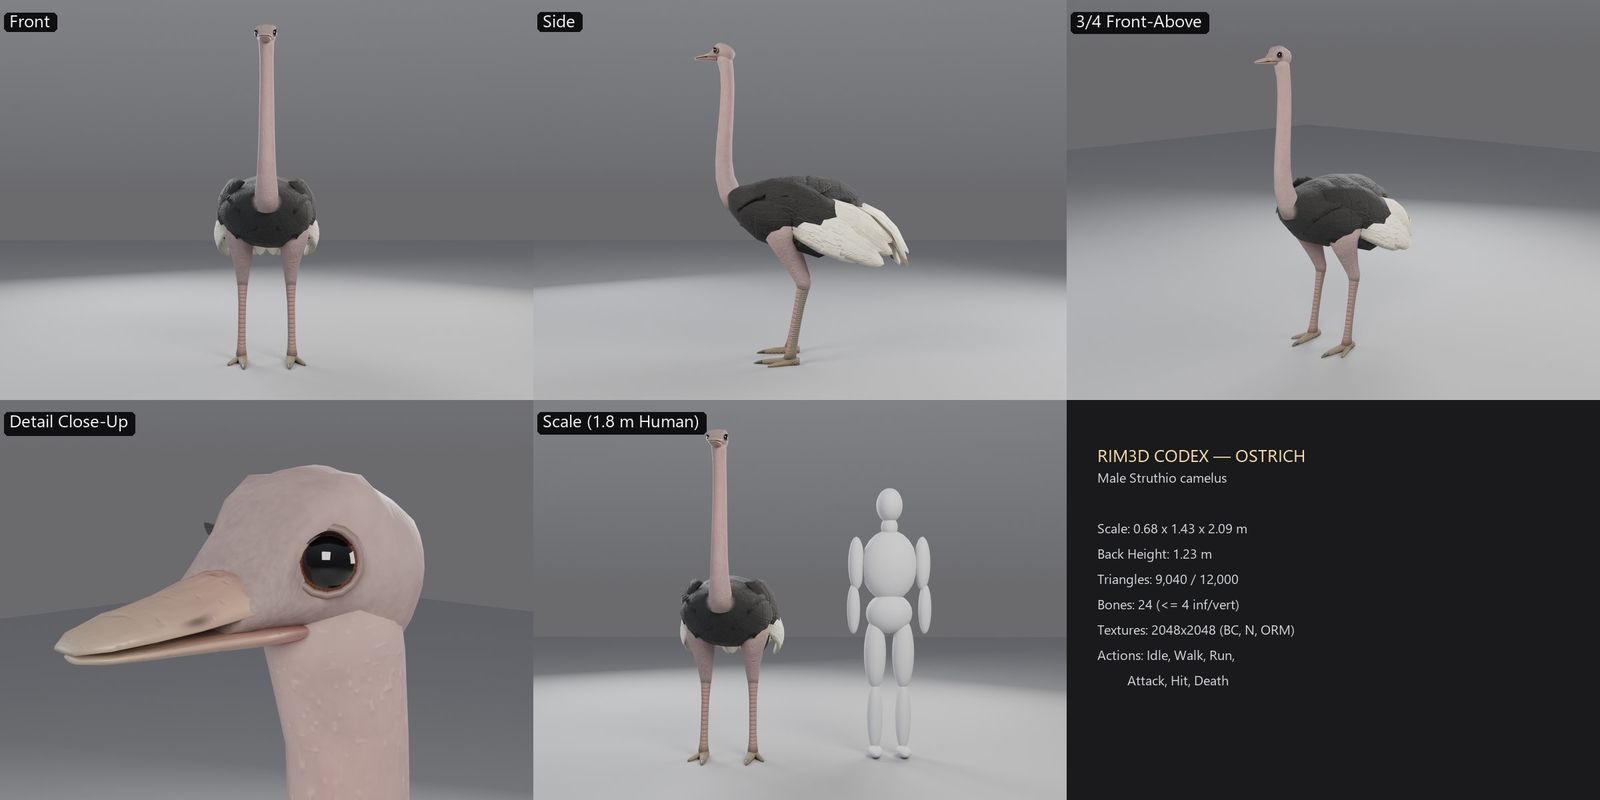 Front
Side
3/4 Front-Above
Detail Close-Up
Scale (1.8 m Human)
RIM3D CODEX — OSTRICH
Male Struthio camelus
Scale: 0.68 x 1.43 x 2.09 m
Back Height: 1.23 m
Triangles: 9,040 / 12,000
Bones: 24 (<= 4 inf/vert)
Textures: 2048x2048 (BC, N, ORM)
Actions: Idle, Walk, Run,
Attack, Hit, Death